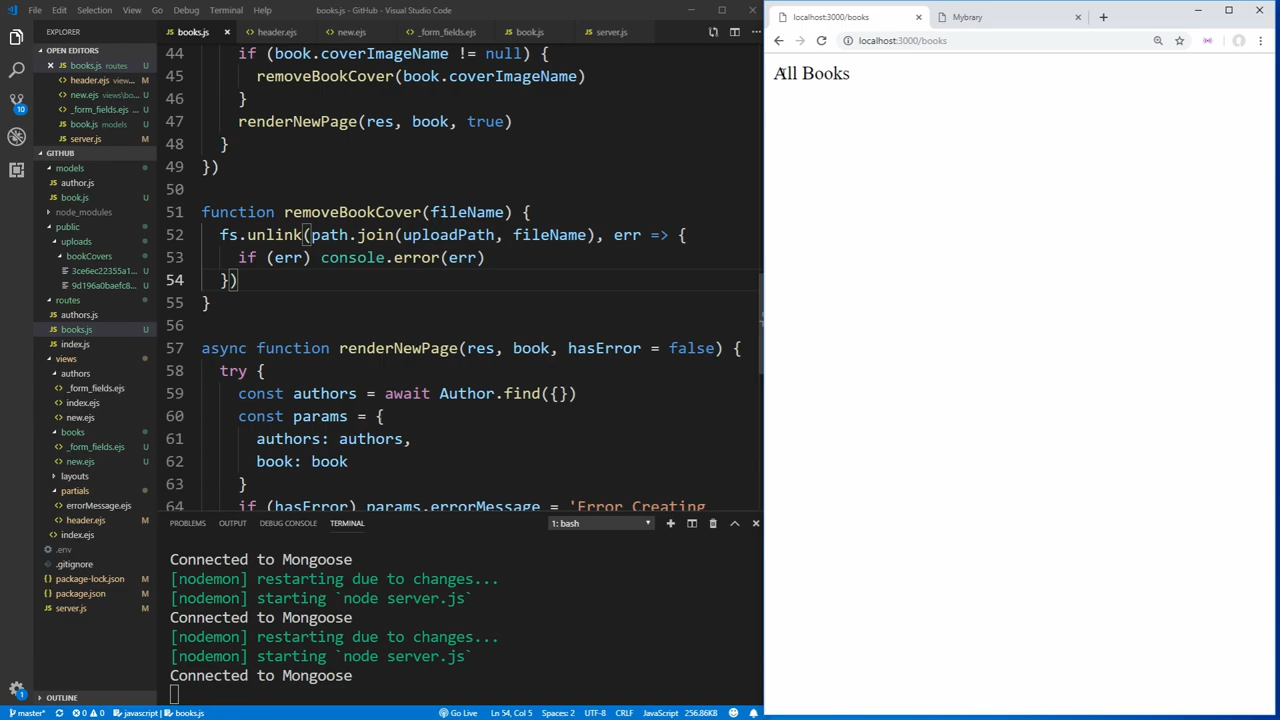 File Edit Selection View Go Debug Terminal Help
books.js - GitHub - Visual Studio Code
EXPLORER
OPEN EDITORS
books.js routes
header.ejs view...
new.ejs views\bo...
_form_fields.ejs
book.js models
server.js M
GITHUB
models
author.js
book.js U
node_modules
public
uploads
bookCovers
3ce6ec22355a1...
9d196a0baefc8...
routes
authors.js U
books.js U
index.js U
views
authors
_form_fields.ejs U
index.ejs U
new.ejs U
books
_form_fields.ejs U
new.ejs U
layouts
partials
errorMessage.ejs U
header.ejs M
index.ejs U
.env
.gitignore
package-lock.json M
package.json M
server.js M
OUTLINE
10
1
books.js
header.ejs
new.ejs
_form_fields.ejs
book.js
server.js
44 if (book.coverImageName != null) {
45 removeBookCover(book.coverImageName)
46 }
47 renderNewPage(res, book, true)
48 }
49 })
50
51 function removeBookCover(fileName) {
52 fs.unlink(path.join(uploadPath, fileName), err => {
53 if (err) console.error(err)
54 })
55 }
56
57 async function renderNewPage(res, book, hasError = false) {
58 try {
59 const authors = await Author.find({})
60 const params = {
61 authors: authors,
62 book: book
63 }
64 if (hasError) params.errorMessage = 'Error Creating
PROBLEMS OUTPUT DEBUG CONSOLE TERMINAL
1: bash
Connected to Mongoose
[nodemon] restarting due to changes...
[nodemon] starting `node server.js`
Connected to Mongoose
[nodemon] restarting due to changes...
[nodemon] starting `node server.js`
Connected to Mongoose
master* 0 0 javascript | books.js
Go Live Ln 54, Col 5 Spaces: 2 UTF-8 CRLF JavaScript 256.86KB
localhost:3000/books
Mybrary
localhost:3000/books
All Books